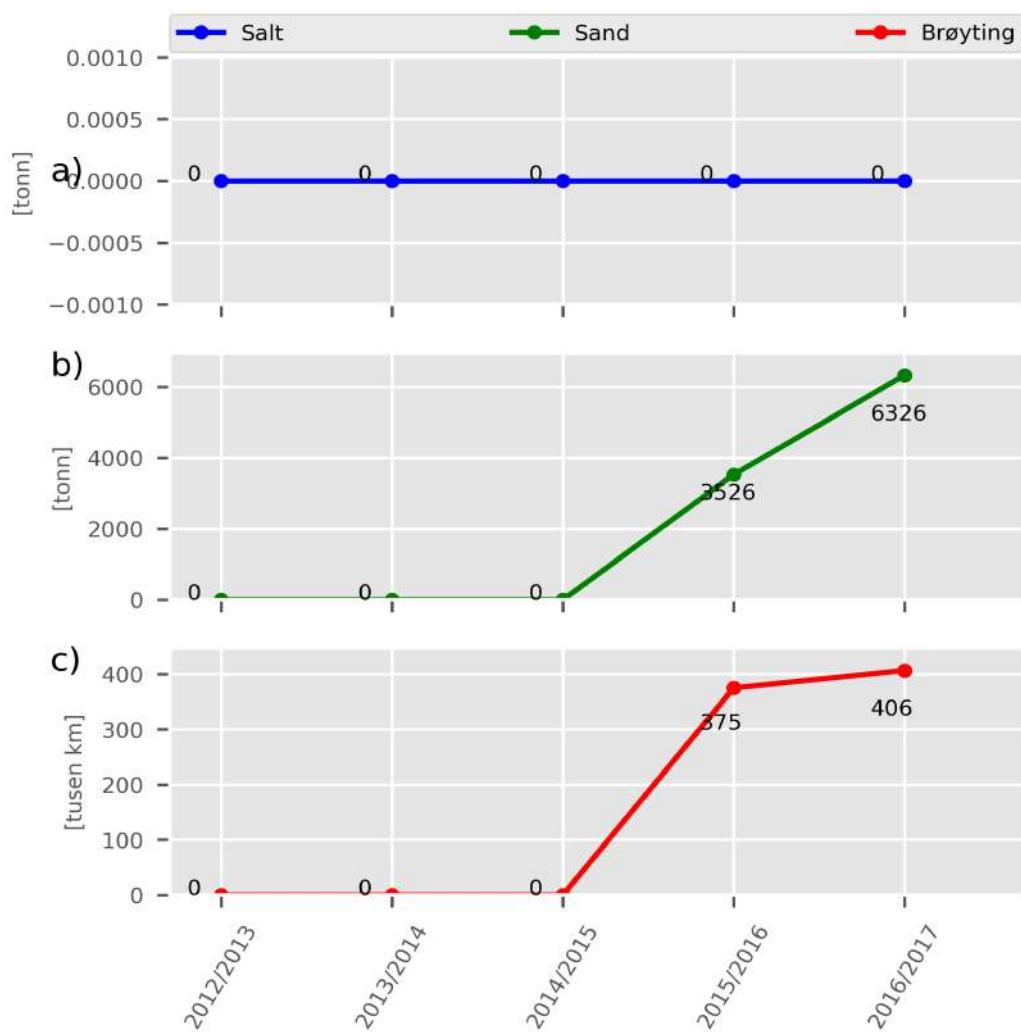 Salt Sand Brøyting
0.0010
0.0005
a) 0.0000
−0.0005
−0.0010
[tonn]
0 0 0 0 0
b)
6000
4000
2000
0
[tonn]
0 0 0 3526 6326
c)
400
300
200
100
0
[tusen km]
0 0 0 375 406
2012/2013 2013/2014 2014/2015 2015/2016 2016/2017